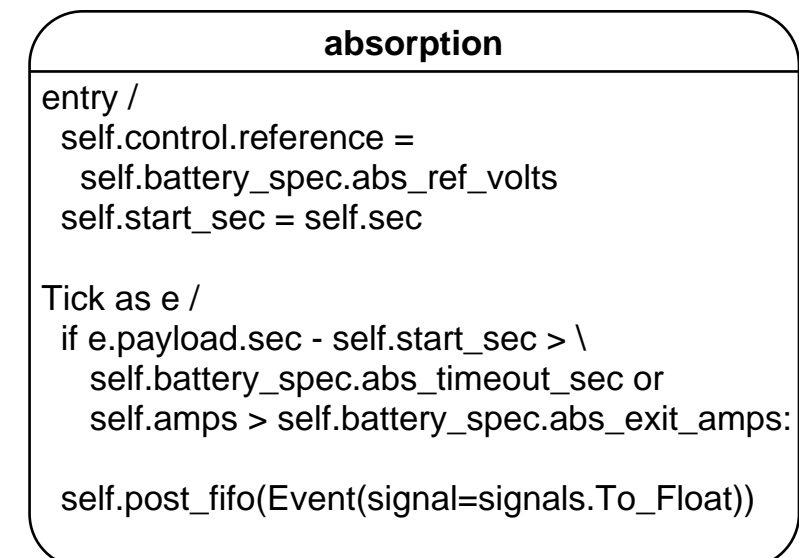 absorption
entry /
self.control.reference =
self.battery_spec.abs_ref_volts
self.start_sec = self.sec
Tick as e /
if e.payload.sec - self.start_sec > \
self.battery_spec.abs_timeout_sec or
self.amps > self.battery_spec.abs_exit_amps:
self.post_fifo(Event(signal=signals.To_Float))